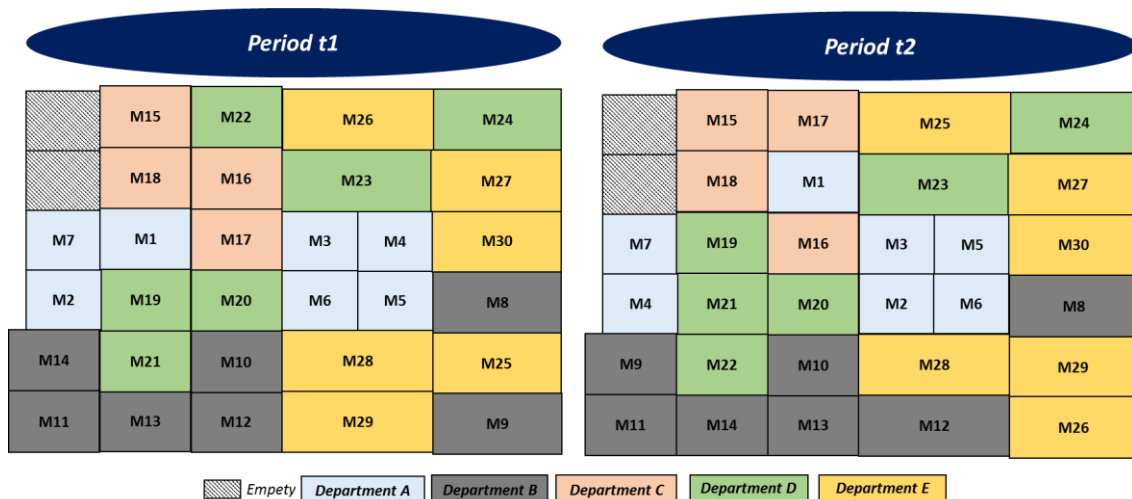 Period t1
Period t2
M15 M22 M26 M24
M18 M16 M23 M27
M7 M1 M17 M3 M4 M30
M2 M19 M20 M6 M5 M8
M14 M21 M10 M28 M25
M11 M13 M12 M29 M9
M15 M17 M25 M24
M18 M1 M23 M27
M7 M19 M16 M3 M5 M30
M4 M21 M20 M2 M6 M8
M9 M22 M10 M28 M29
M11 M14 M13 M12 M26
Empety Department A Department B Department C Department D Department E